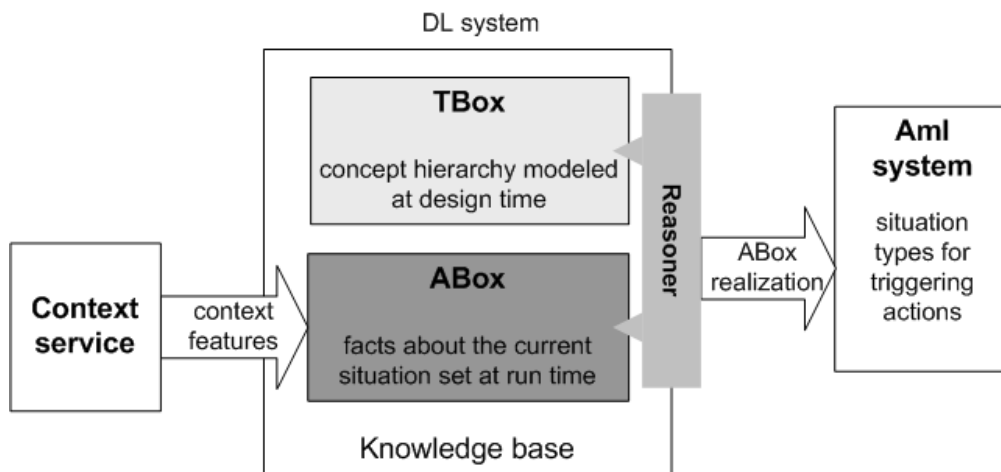 DL system
TBox
concept hierarchy modeled
at design time
Reasoner
AmI
system
situation
types for
triggering
actions
ABox
realization
ABox
facts about the current
situation set at run time
Context
service
context
features
Knowledge base